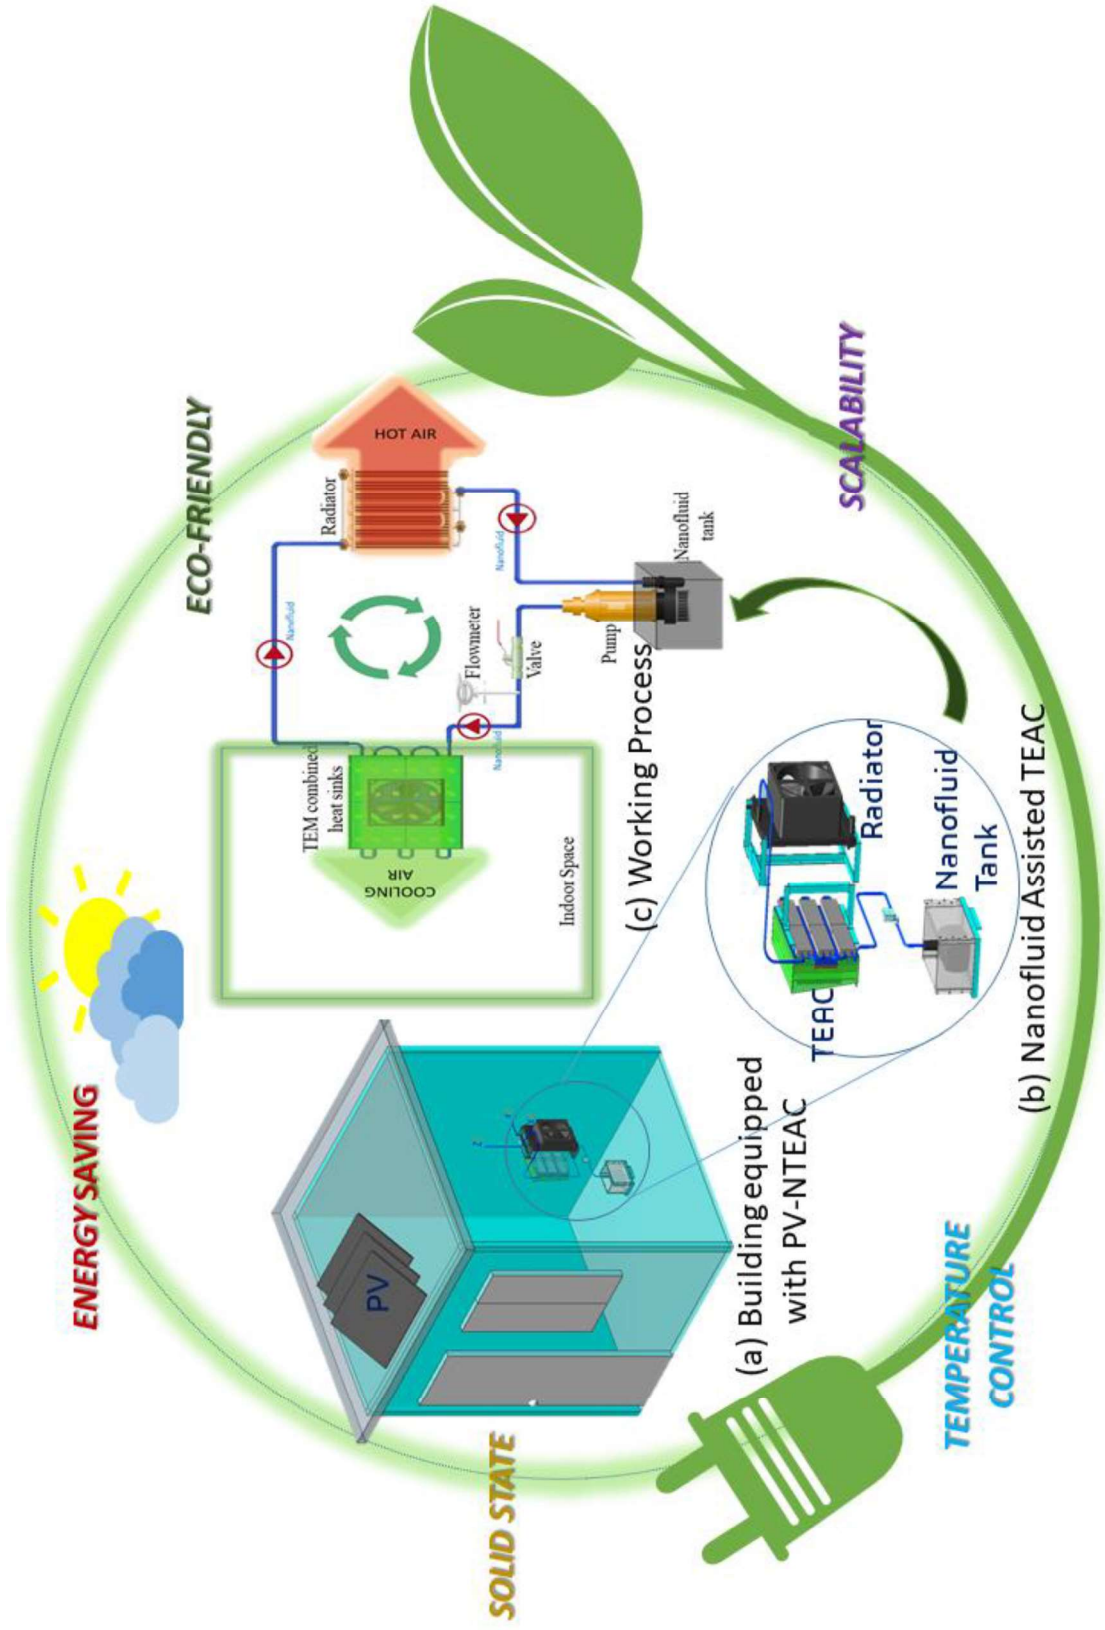 ENERGY SAVING
ECO-FRIENDLY
SOLID STATE
SCALABILITY
TEMPERATURE
CONTROL
PV
(a) Building equipped
with PV-NTEAC
TEM combined
heat sinks
COOLING
AIR
Indoor Space
Nanofluid
Radiator
HOT AIR
Flowmeter
Nanofluid
Nanofluid
Valve
Pump
Nanofluid
tank
(c) Working Process
TEAC
Radiator
Nanofluid
Tank
(b) Nanofluid Assisted TEAC